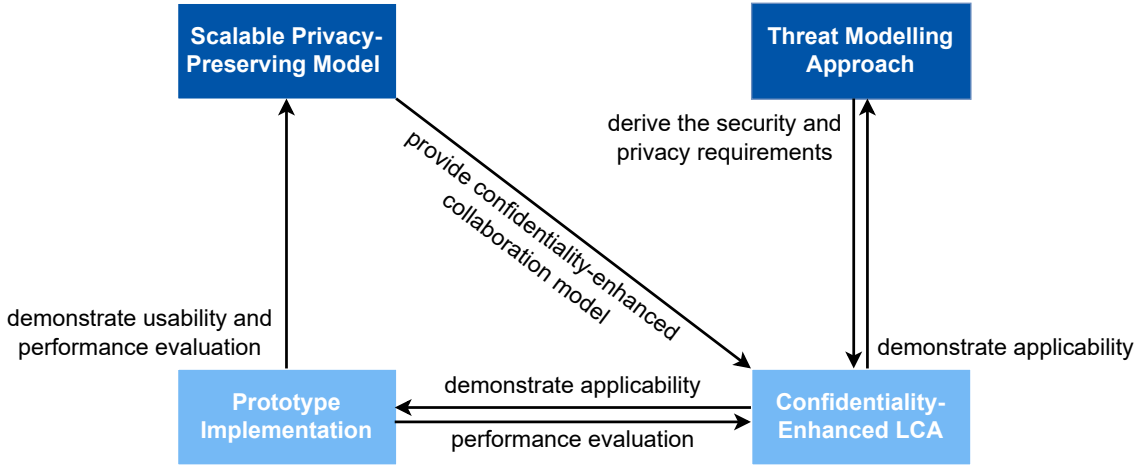 Scalable Privacy-
Preserving Model
Threat Modelling
Approach
derive the security and
privacy requirements
provide confidentiality-enhanced
collaboration model
demonstrate usability and
performance evaluation
demonstrate applicability
demonstrate applicability
performance evaluation
Prototype
Implementation
Confidentiality-
Enhanced LCA